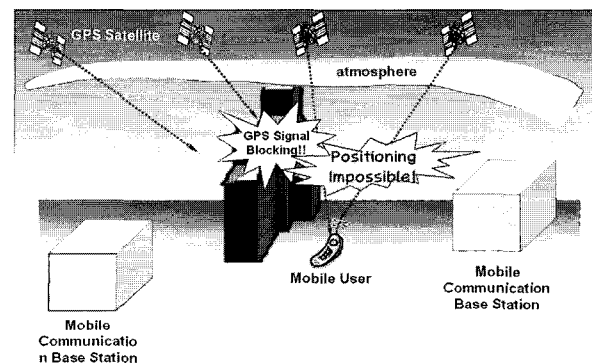 GPS Satellite
atmosphere
GPS Signal
Blocking!!
Positioning
Impossible!
Mobile User
Mobile
Communication
Base Station
Mobile
Communicatio
n Base Station